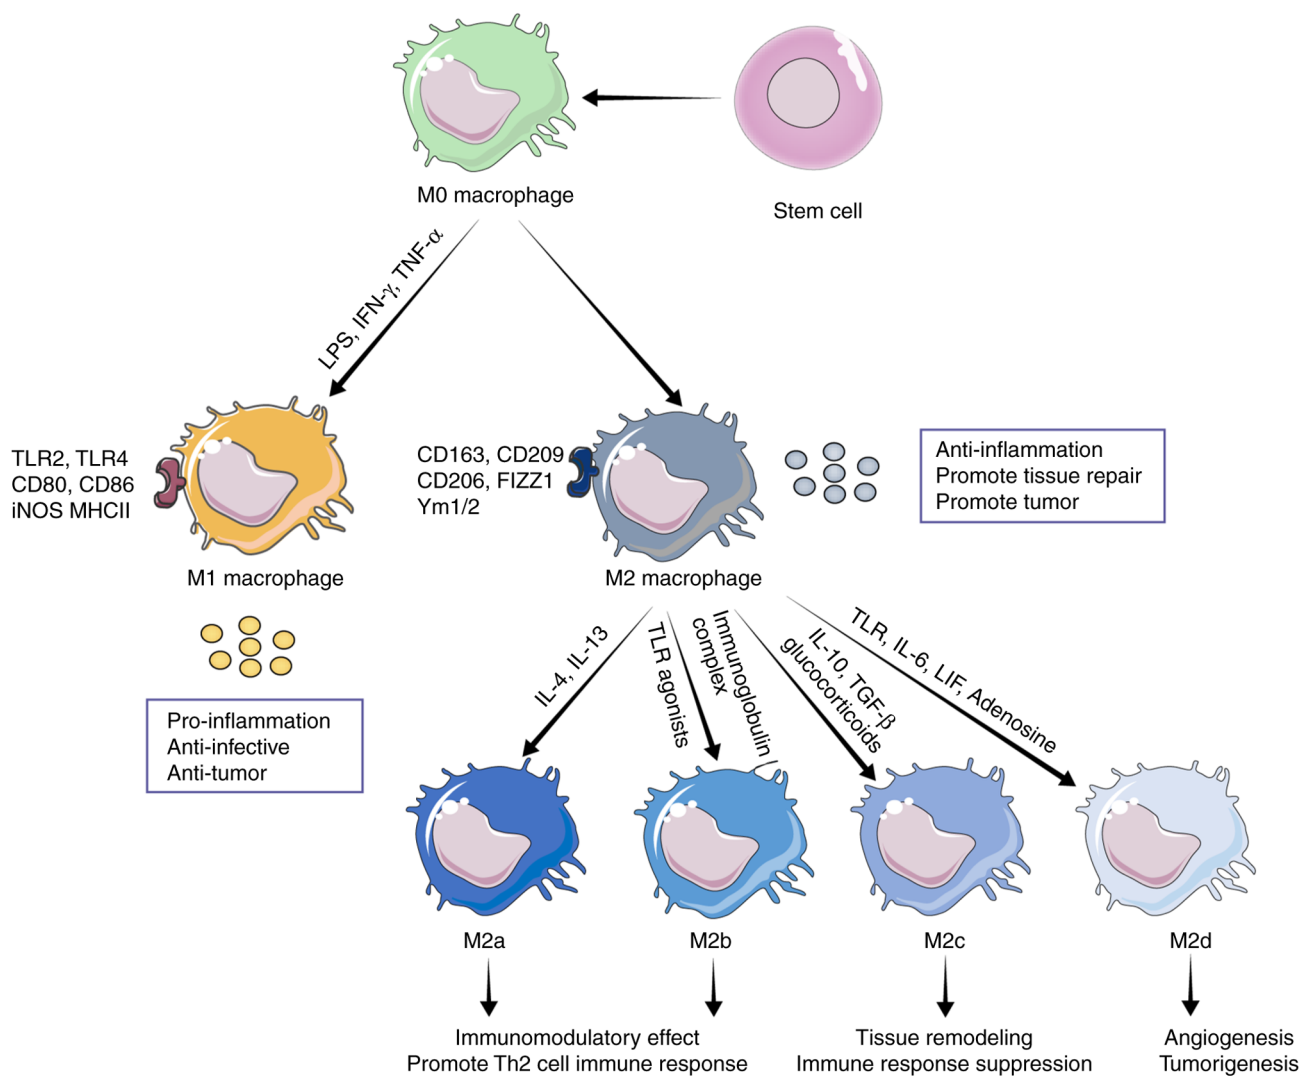 M0 macrophage
Stem cell
LPS, IFN-γ, TNF-α
TLR2, TLR4
CD80, CD86
iNOS MHCII
M1 macrophage
CD163, CD209
CD206, FIZZ1
Ym1/2
M2 macrophage
Anti-inflammation
Promote tissue repair
Promote tumor
Pro-inflammation
Anti-infective
Anti-tumor
IL-4, IL-13
TLR agonists
Immunoglobulin
complex
IL-10, TGF-β
glucocorticoids
TLR, IL-6, LIF, Adenosine
M2a
M2b
M2c
M2d
Immunomodulatory effect
Promote Th2 cell immune response
Tissue remodeling
Immune response suppression
Angiogenesis
Tumorigenesis